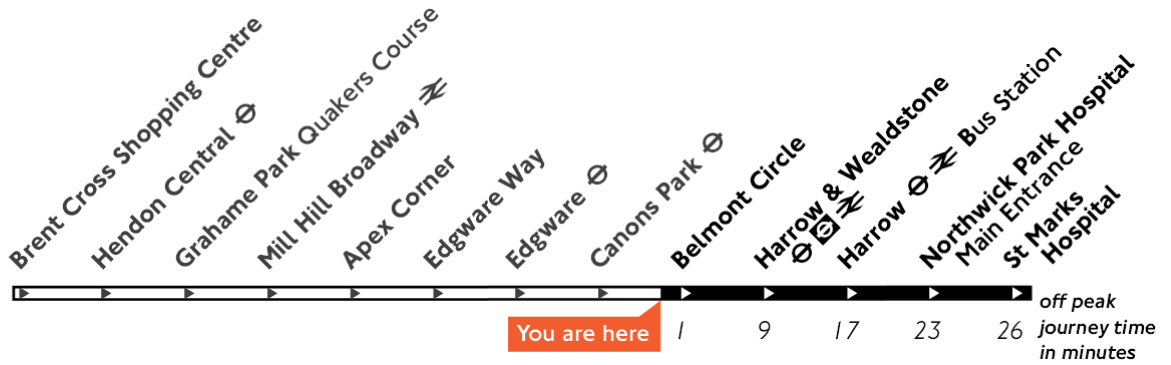 Brent Cross Shopping Centre
Hendon Central
Grahame Park Quakers Course
Mill Hill Broadway
Apex Corner
Edgware Way
Edgware
Canons Park
Belmont Circle
Harrow & Wealdstone
Harrow Bus Station
Northwick Park Hospital
Main Entrance
St Marks
Hospital
You are here
1 9 17 23 26
off peak
journey time
in minutes